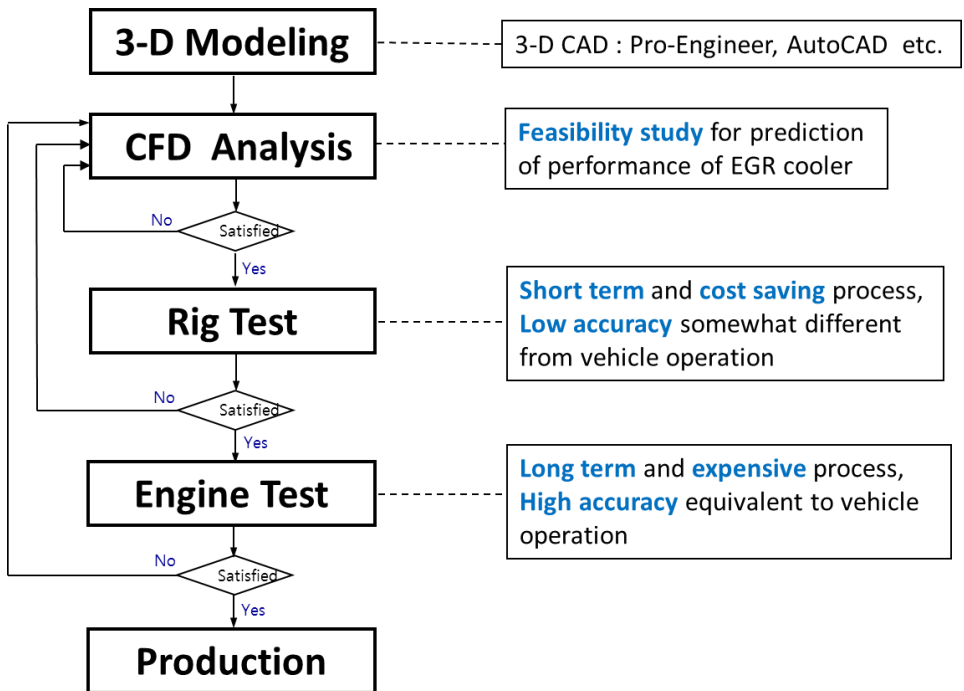 3-D Modeling
3-D CAD : Pro-Engineer, AutoCAD etc.
CFD Analysis
Feasibility study for prediction
of performance of EGR cooler
No
Satisfied
Yes
Rig Test
Short term and cost saving process,
Low accuracy somewhat different
from vehicle operation
No
Satisfied
Yes
Engine Test
Long term and expensive process,
High accuracy equivalent to vehicle
operation
No
Satisfied
Yes
Production